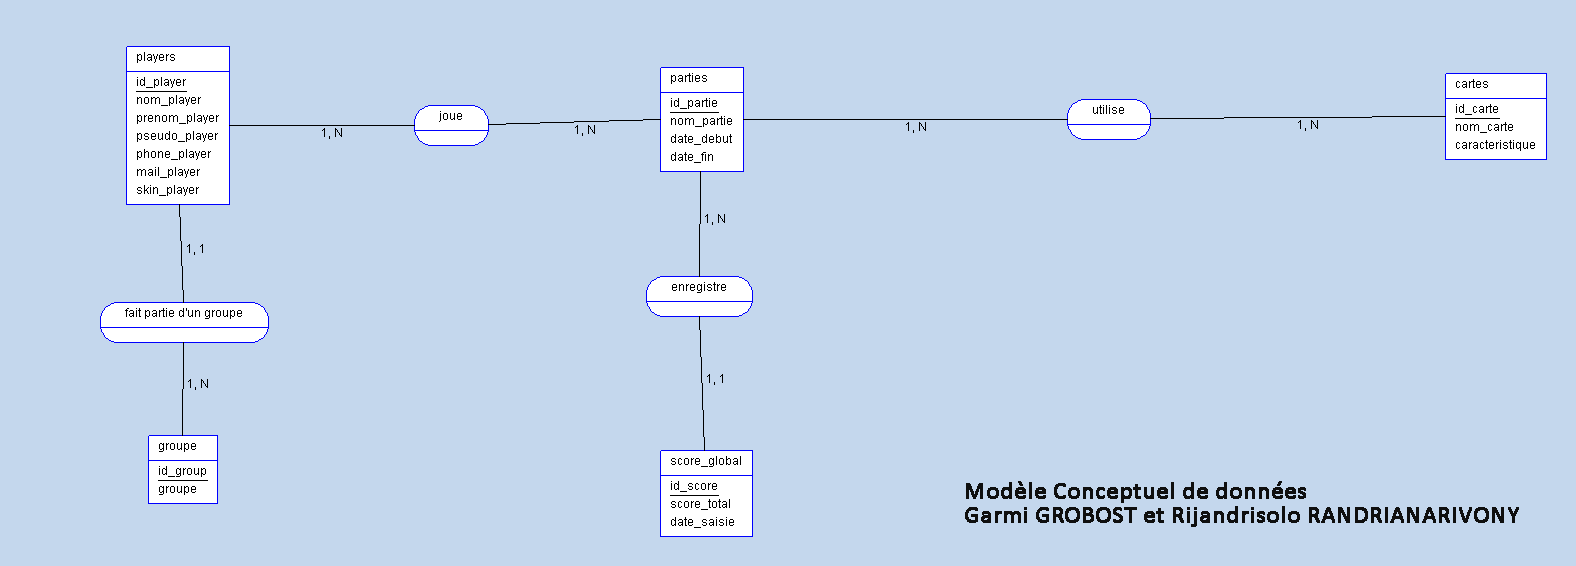 players
id_player
nom_player
prenom_player
pseudo_player
phone_player
mail_player
skin_player
1, N
joue
1, N
parties
id_partie
nom_partie
date_debut
date_fin
1, N
utilise
1, N
cartes
id_carte
nom_carte
caracteristique
1, 1
fait partie d'un groupe
1, N
groupe
id_group
groupe
1, N
enregistre
1, 1
score_global
id_score
score_total
date_saisie
Modèle Conceptuel de données
Garmi GROBOST et Rijandrisolo RANDRIANARIVONY